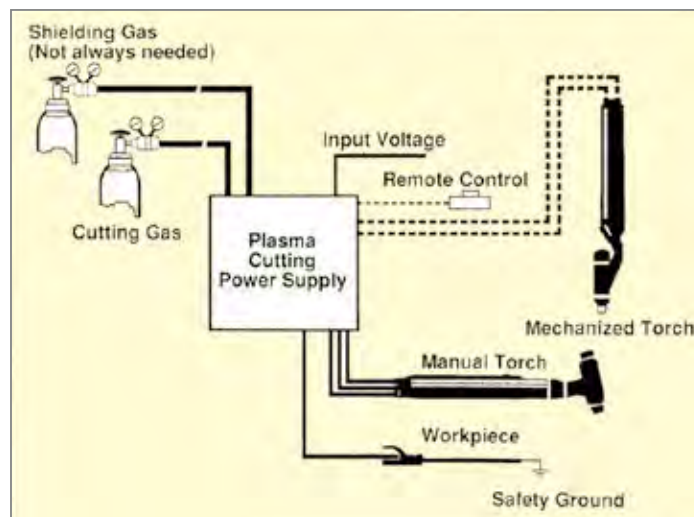 Shielding Gas
(Not always needed)
Input Voltage
Remote Control
Cutting Gas
Plasma
Cutting
Power Supply
Mechanized Torch
Manual Torch
Workpiece
Safety Ground